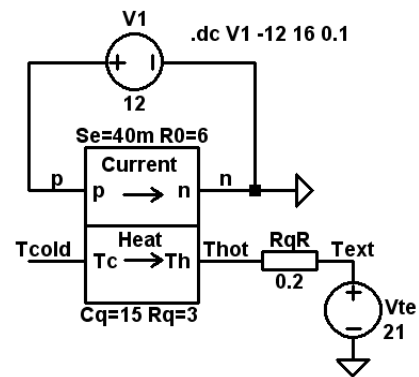 V1
.dc V1 -12 16 0.1
+ −
12
Se=40m R0=6
Current
p p n n
Heat
Tcold Tc Th Thot RqR Text
0.2
+ Vte
− 21
Cq=15 Rq=3